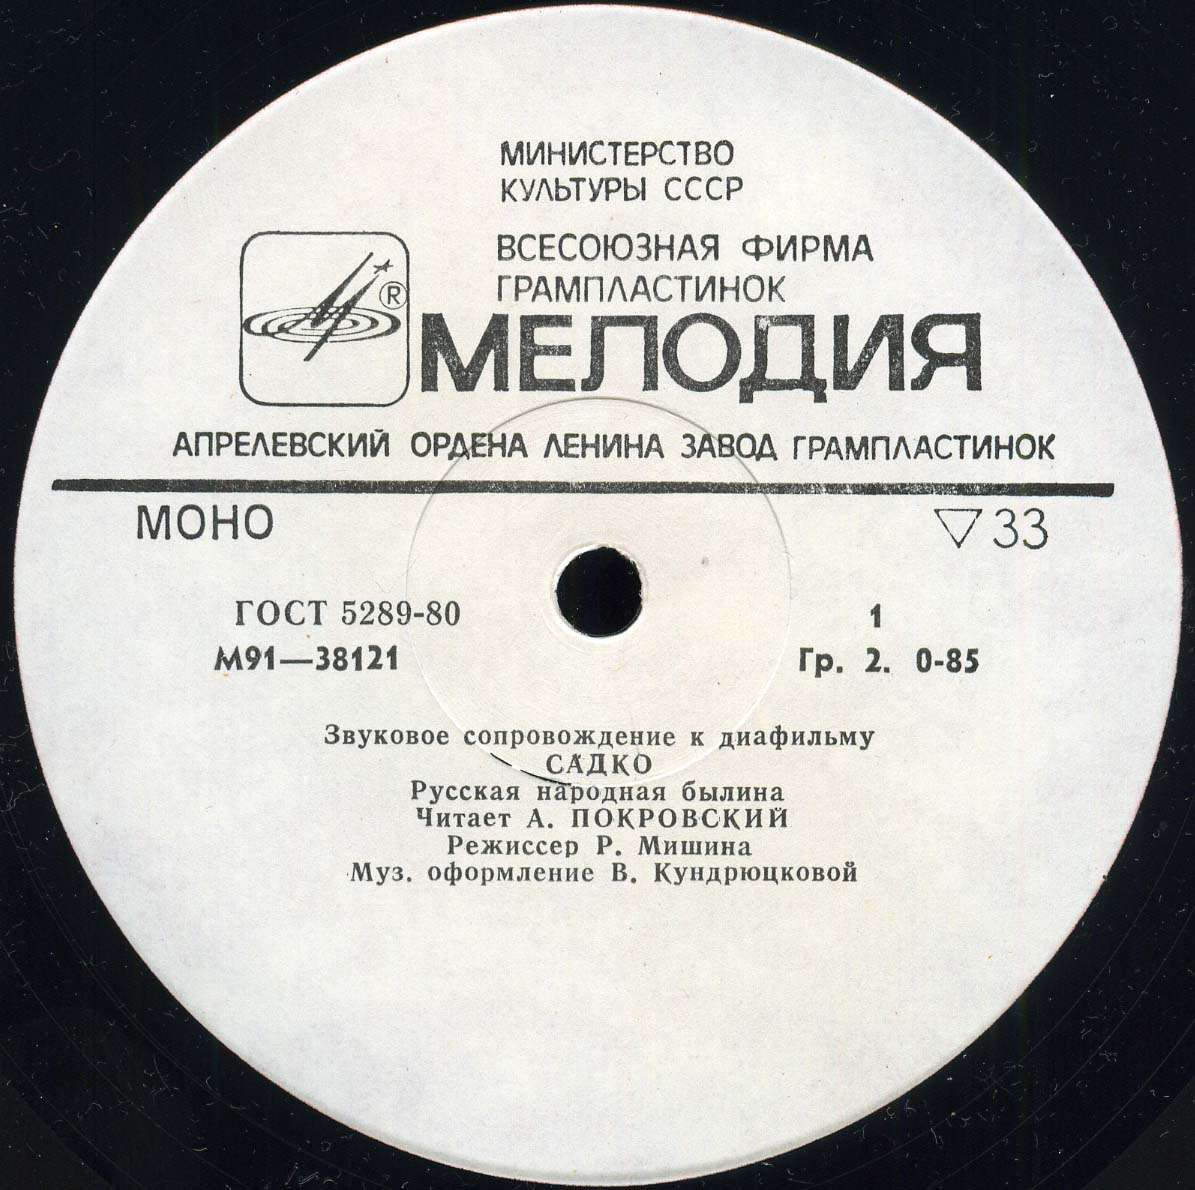 МИНИСТЕРСТВО
КУЛЬТУРЫ СССР
ВСЕСОЮЗНАЯ ФИРМА
ГРАМПЛАСТИНОК
®
МЕЛОДИЯ
АПРЕЛЕВСКИЙ ОРДЕНА ЛЕНИНА ЗАВОД ГРАМПЛАСТИНОК
МОНО ▽33
ГОСТ 5289-80 1
М91—38121 Гр. 2. 0-85
Звуковое сопровождение к диафильму
САДКО
Русская народная былина
Читает А. ПОКРОВСКИЙ
Режиссер Р. Мишина
Муз. оформление В. Кундрюцковой